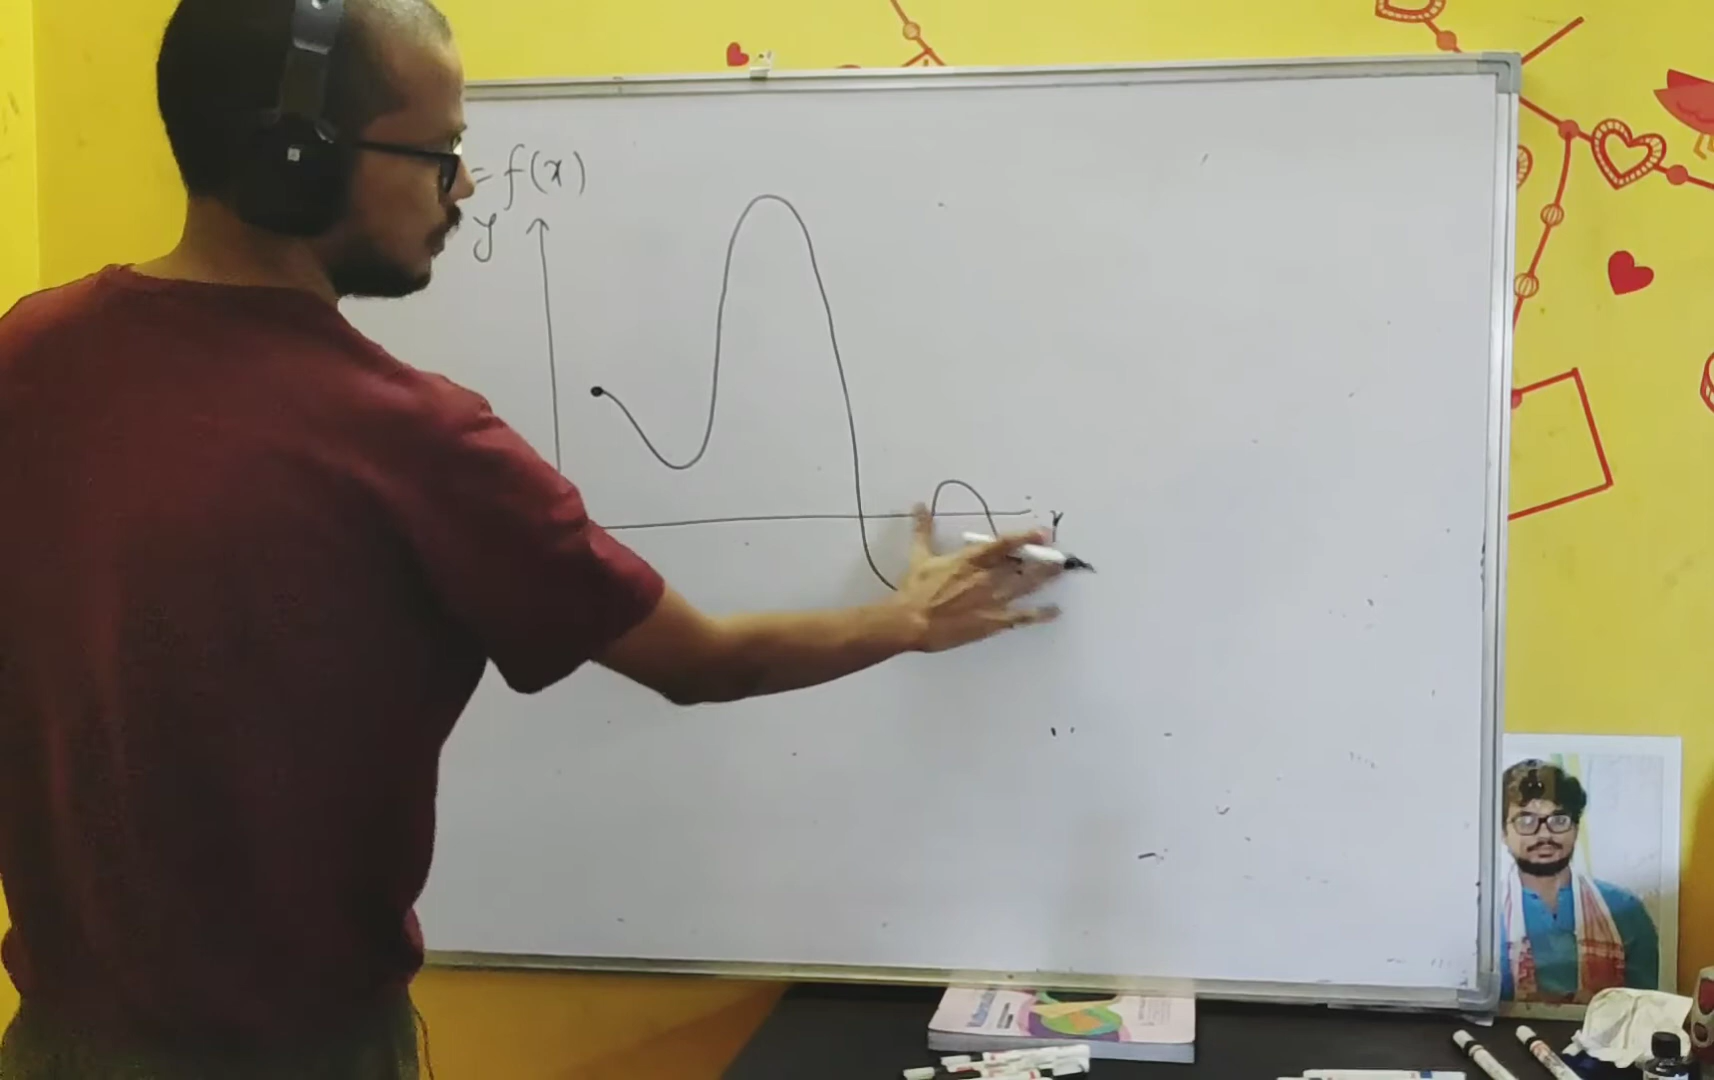 = f(x)
y
x